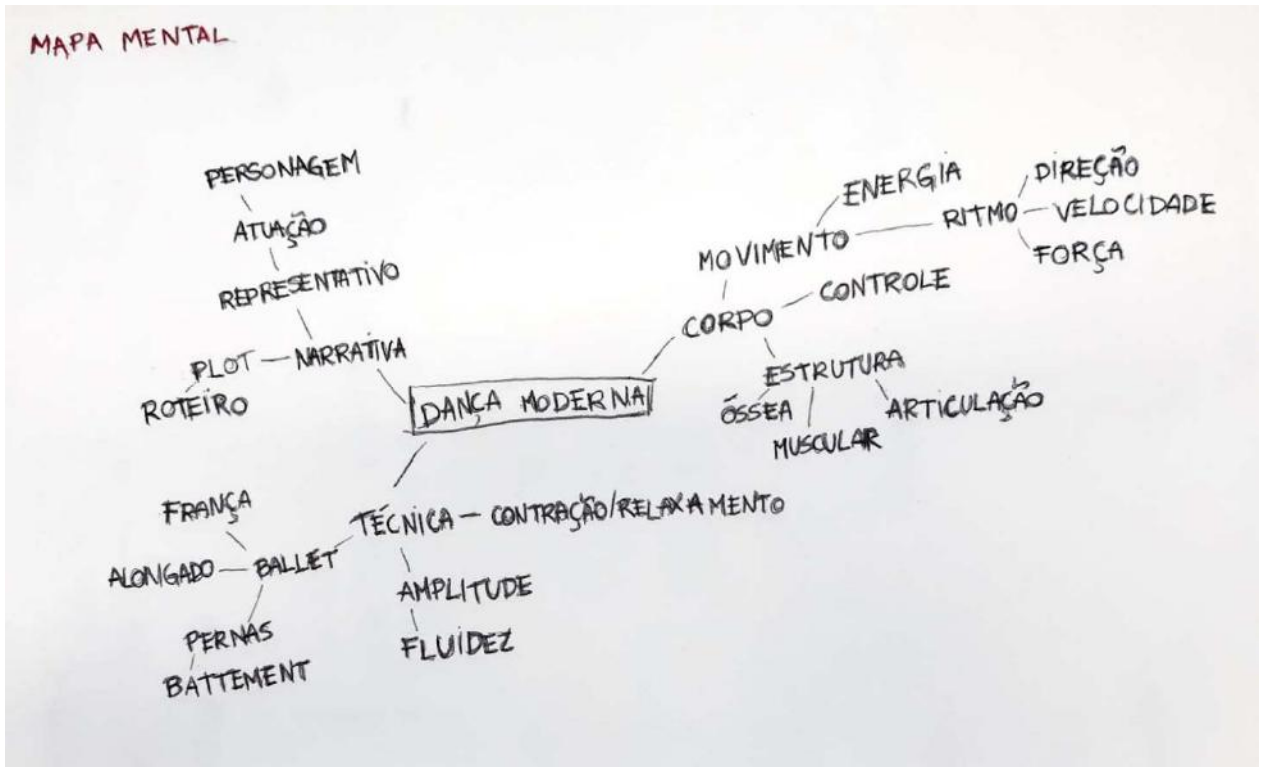 MAPA MENTAL
PERSONAGEM
ATUAÇÃO
REPRESENTATIVO
PLOT — NARRATIVA
ROTEIRO
DANÇA MODERNA
ENERGIA
DIREÇÃO
MOVIMENTO — RITMO — VELOCIDADE
FORÇA
CORPO — CONTROLE
ESTRUTURA
ÓSSEA
MUSCULAR
ARTICULAÇÃO
TÉCNICA — CONTRAÇÃO/RELAXAMENTO
FRANÇA
ALONGADO — BALLET
PERNAS
BATTEMENT
AMPLITUDE
FLUIDEZ